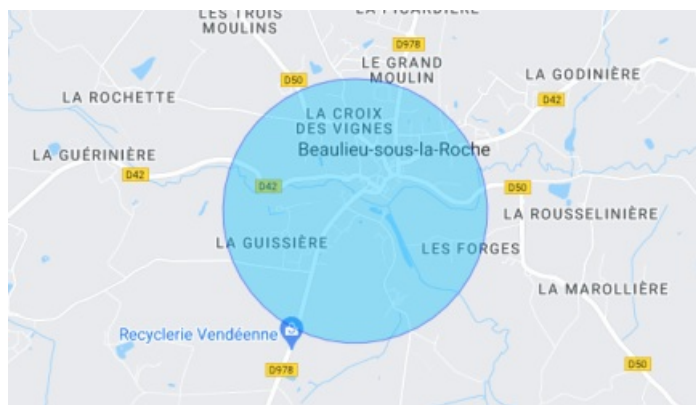 LES TROIS
MOULINS
LA PICARDIÈRE
D978
D50
LE GRAND
MOULIN
LA GODINIÈRE
LA ROCHETTE
D42
LA CROIX
DES VIGNES
Beaulieu-sous-la-Roche
LA GUÉRINIÈRE
D42
D42
D50
LA ROUSSELINIÈRE
LA GUISSIÈRE
LES FORGES
LA MAROLLIÈRE
Recyclerie Vendéenne
D978
D50